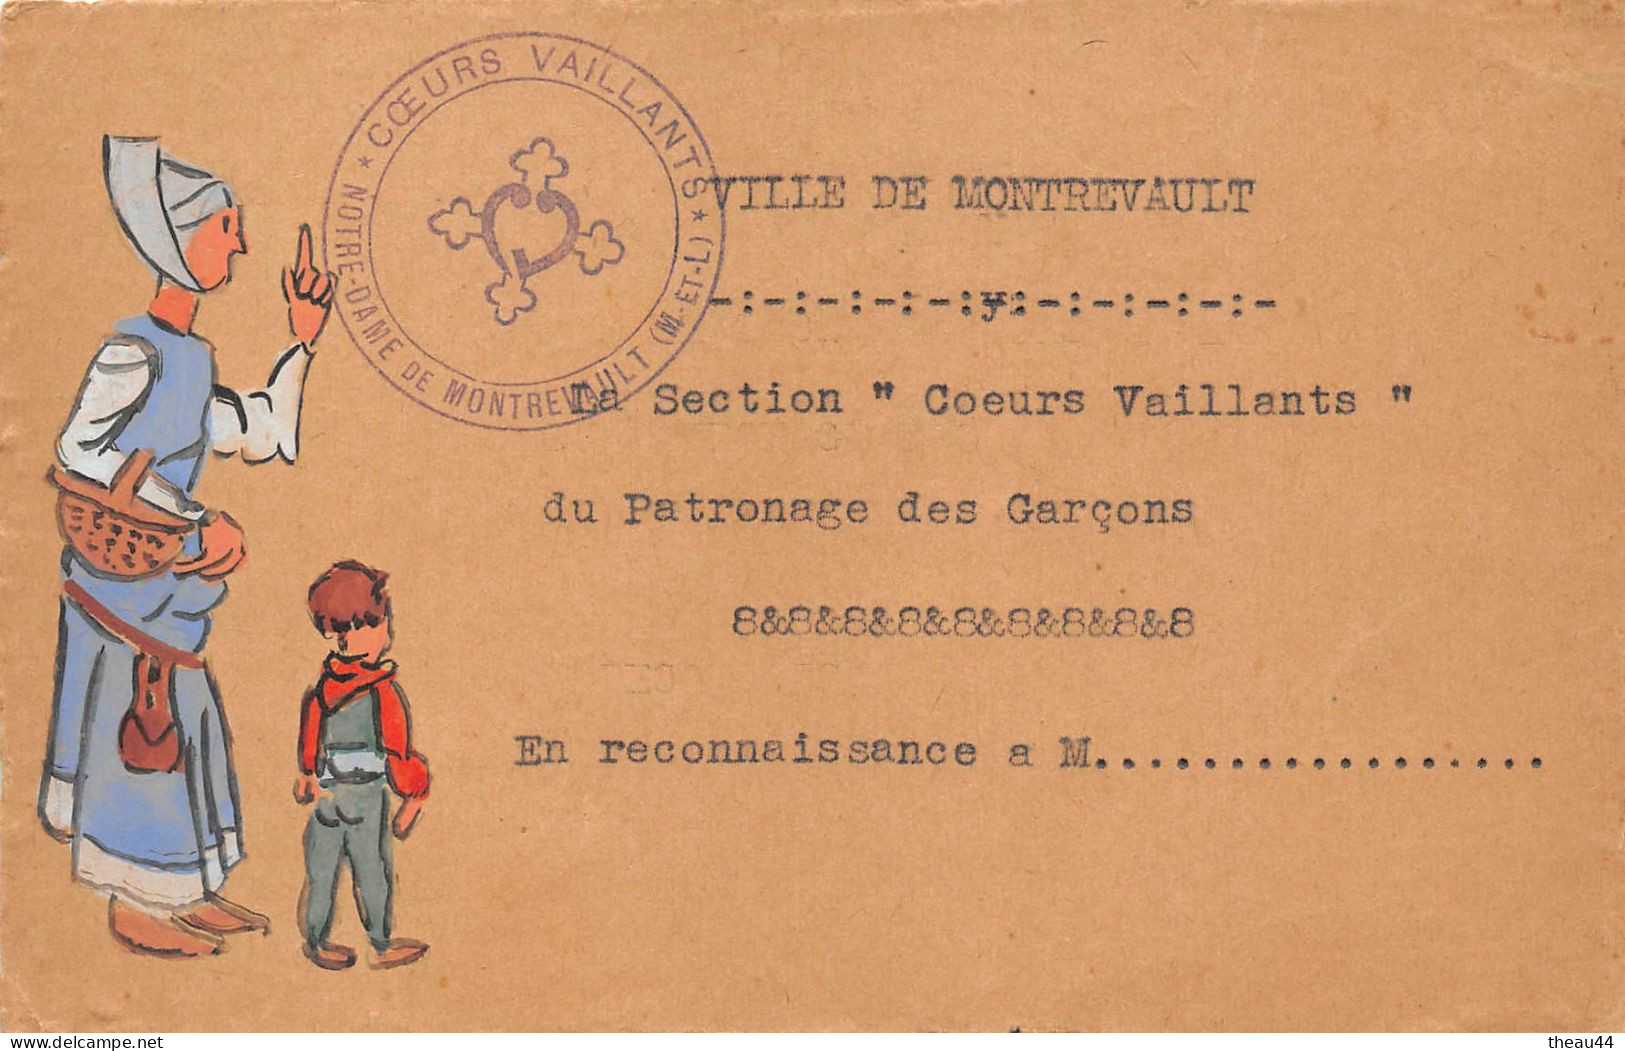 * CŒURS VAILLANTS *
NOTRE-DAME DE MONTREVAULT (M.-ET-L)
VILLE DE MONTREVAULT
-:-:-:-:-:y:-:-:-:-:-
La Section " Coeurs Vaillants "
du Patronage des Garçons
8&8&8&8&8&8&8&8&8
En reconnaissance a M.................
theau44